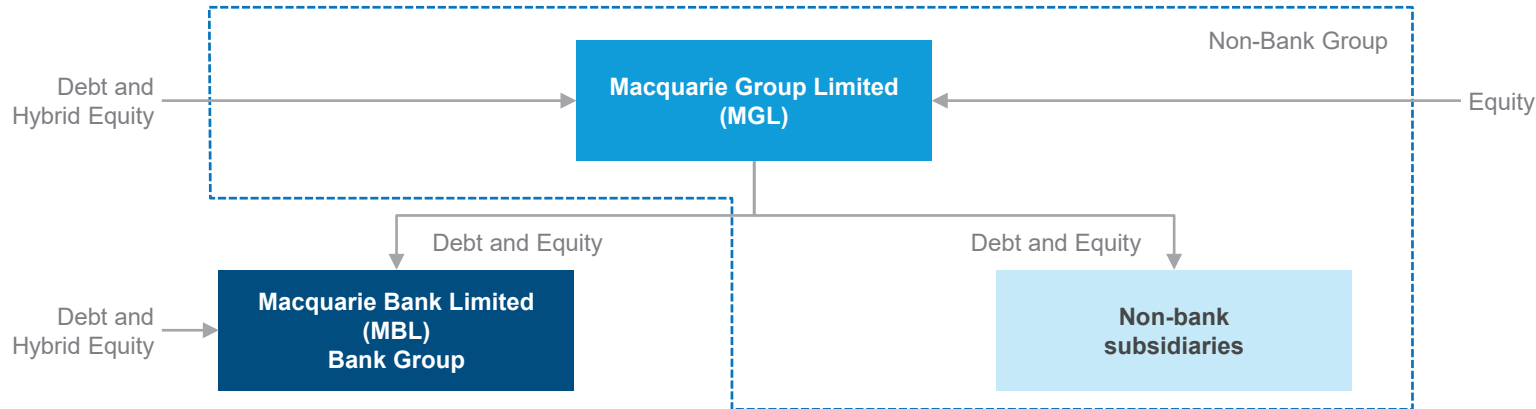 Non-Bank Group
Debt and
Hybrid Equity
Macquarie Group Limited
(MGL)
Equity
Debt and Equity
Debt and Equity
Debt and
Hybrid Equity
Macquarie Bank Limited
(MBL)
Bank Group
Non-bank
subsidiaries